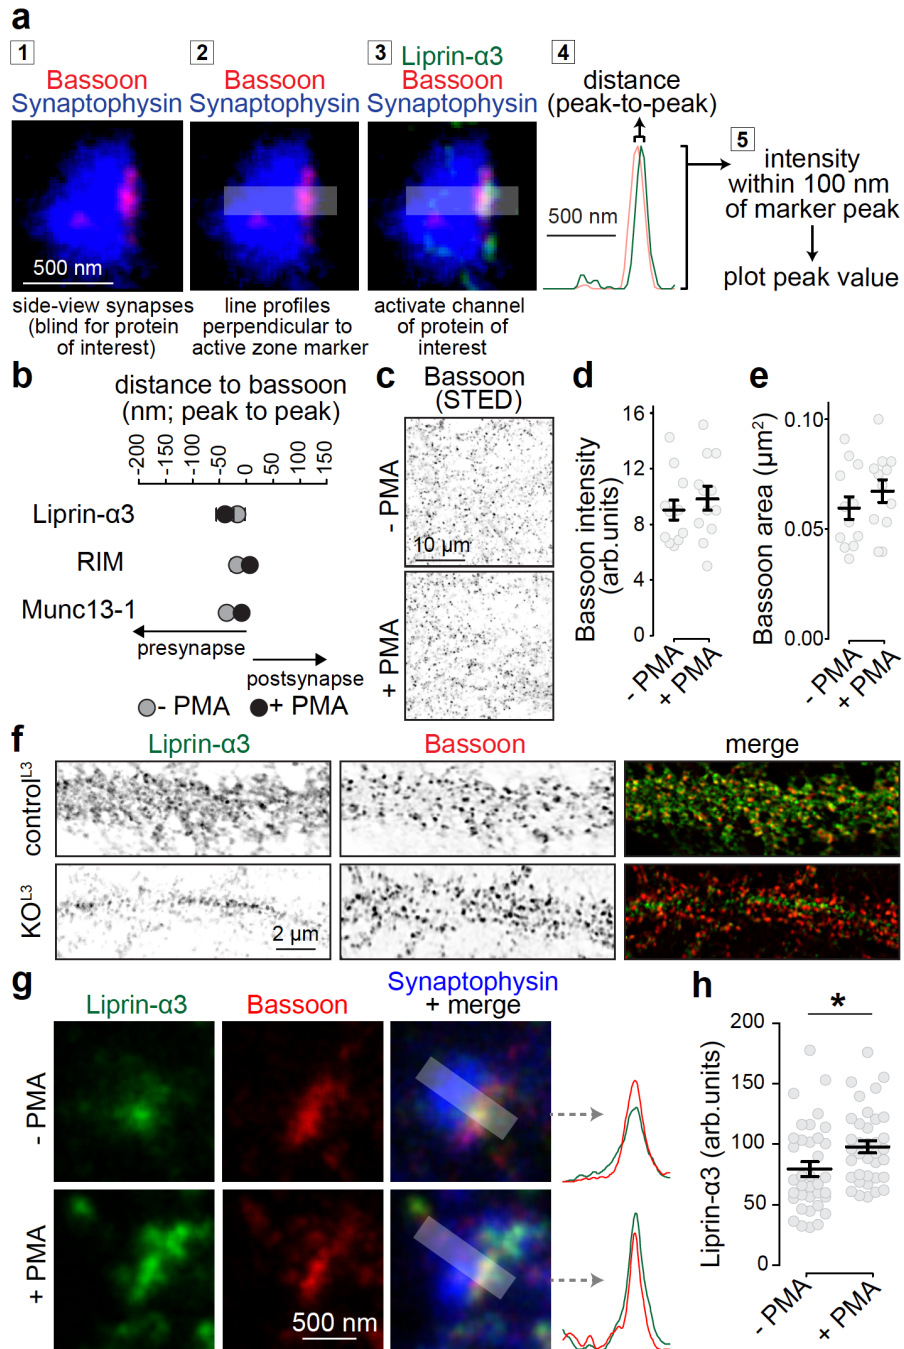 a
1
Bassoon
Synaptophysin
2
Bassoon
Synaptophysin
3
Liprin-α3
Bassoon
Synaptophysin
4
distance
(peak-to-peak)
500 nm
5
intensity
within 100 nm
of marker peak
plot peak value
500 nm
side-view synapses
(blind for protein
of interest)
line profiles
perpendicular to
active zone marker
activate channel
of protein of
interest
b
distance to bassoon
(nm; peak to peak)
-200
-150
-100
-50
0
50
100
150
Liprin-α3
RIM
Munc13-1
presynapse
postsynapse
- PMA
+ PMA
c
Bassoon
(STED)
- PMA
10 µm
+ PMA
d
Bassoon intensity
(arb.units)
16
12
8
4
0
- PMA
+ PMA
e
Bassoon area (µm²)
0.10
0.05
0.00
- PMA
+ PMA
f
Liprin-α3
Bassoon
merge
control^L3
KO^L3
2 µm
g
Liprin-α3
Bassoon
Synaptophysin
+ merge
- PMA
+ PMA
500 nm
h
*
Liprin-α3 (arb.units)
200
150
100
50
0
- PMA
+ PMA